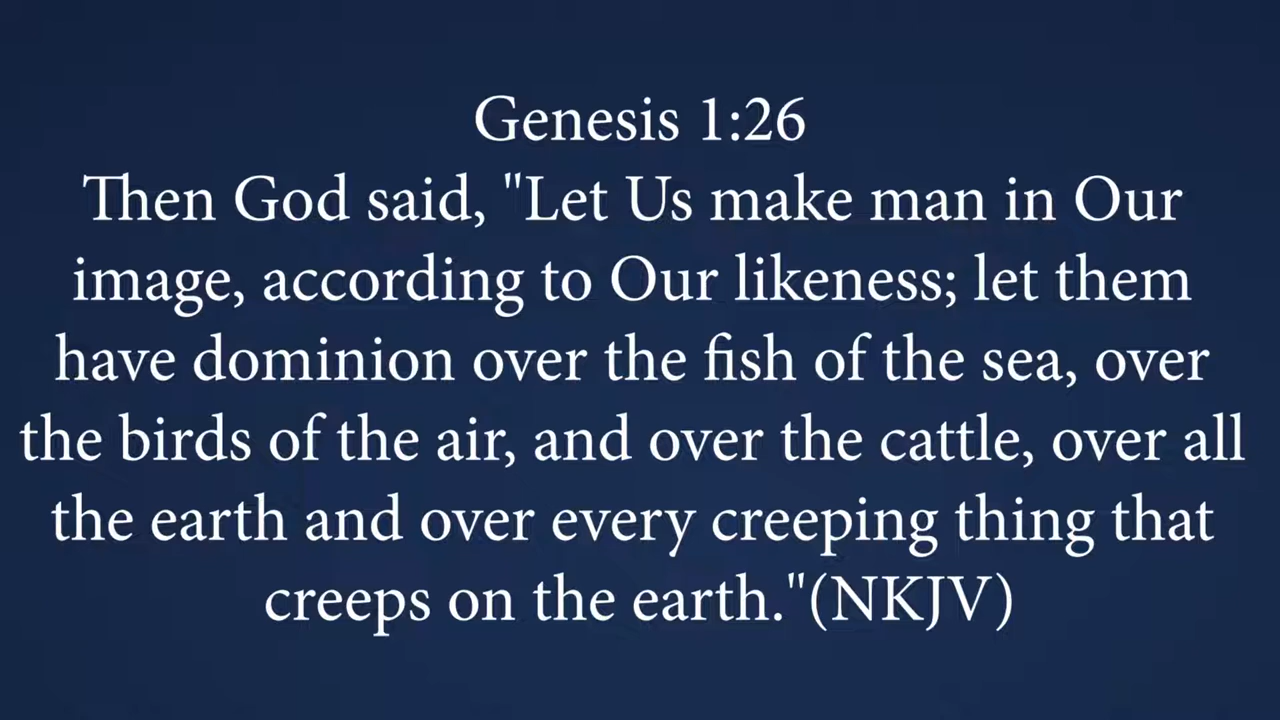 Genesis 1:26
Then God said, "Let Us make man in Our
image, according to Our likeness; let them
have dominion over the fish of the sea, over
the birds of the air, and over the cattle, over all
the earth and over every creeping thing that
creeps on the earth."(NKJV)